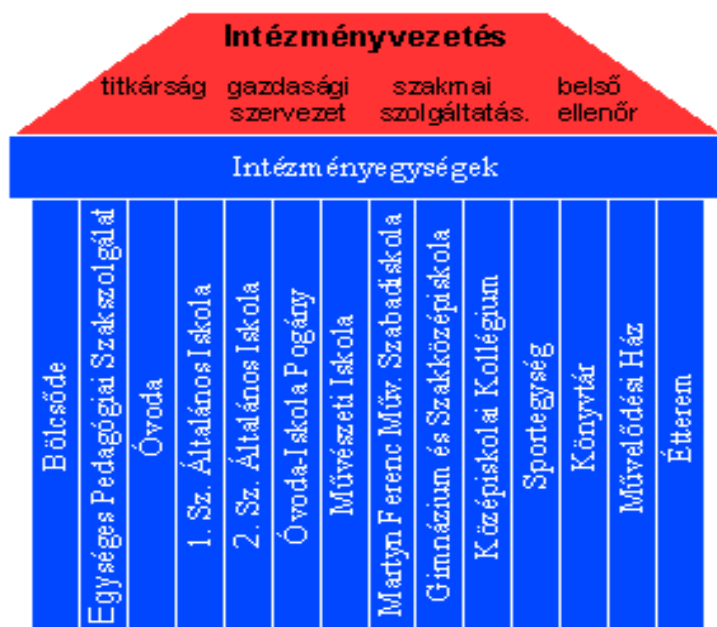 Intézményvezetés
titkárság gazdasági szakmai belső
szervezet szolgáltatás. ellenőr
Intézményegységek
Bölcsőde
Egységes Pedagógiai Szakszolgálat
Óvoda
1. Sz. Általános Iskola
2. Sz. Általános Iskola
Óvoda-Iskola Pogány
Művészeti Iskola
Martyn Ferenc Műv. Szabadiskola
Gimnázium és Szakközépiskola
Középiskolai Kollégium
Sportegység
Könyvtár
Művelődési Ház
Étterem